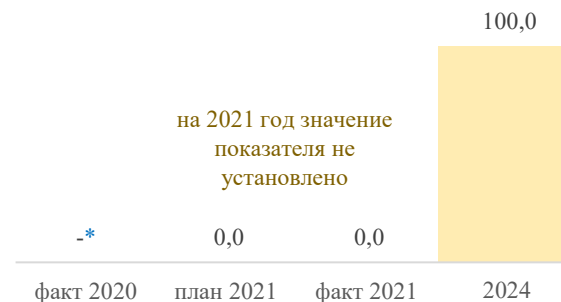 100,0
на 2021 год значение
показателя не
установлено
-* 0,0 0,0
факт 2020 план 2021 факт 2021 2024